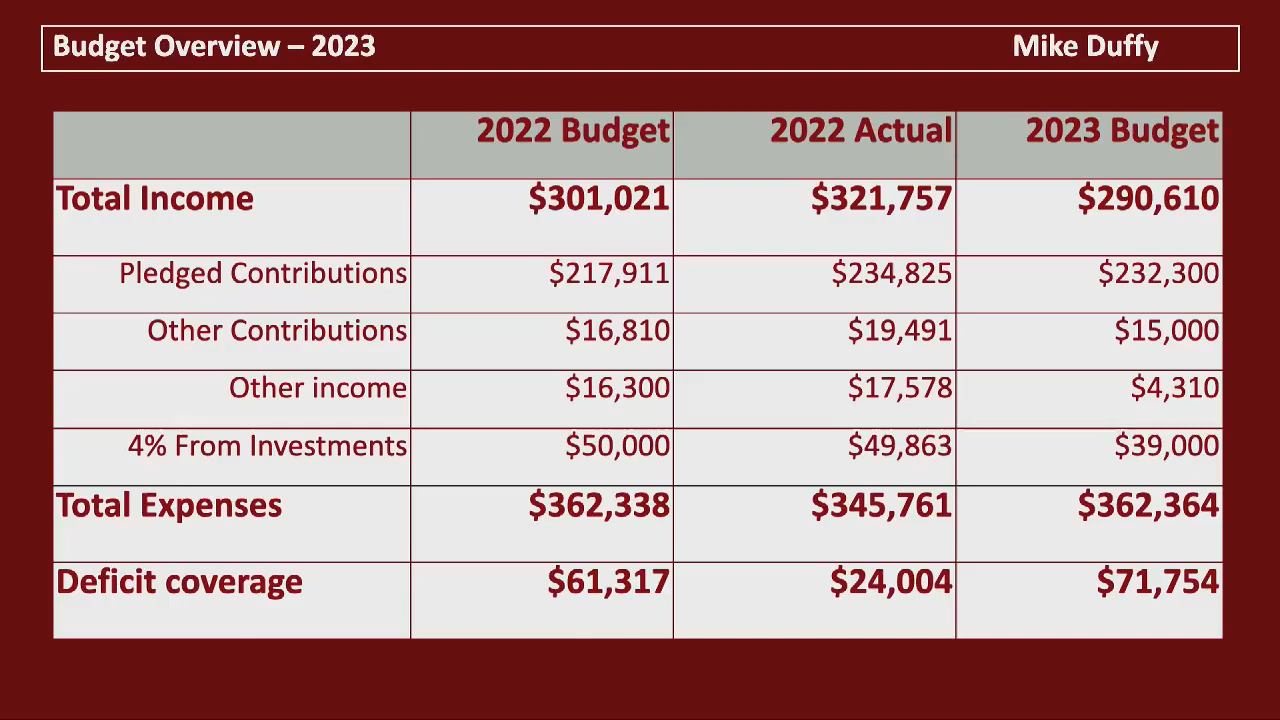 Budget Overview – 2023 Mike Duffy
2022 Budget 2022 Actual 2023 Budget
Total Income $301,021 $321,757 $290,610
Pledged Contributions $217,911 $234,825 $232,300
Other Contributions $16,810 $19,491 $15,000
Other income $16,300 $17,578 $4,310
4% From Investments $50,000 $49,863 $39,000
Total Expenses $362,338 $345,761 $362,364
Deficit coverage $61,317 $24,004 $71,754